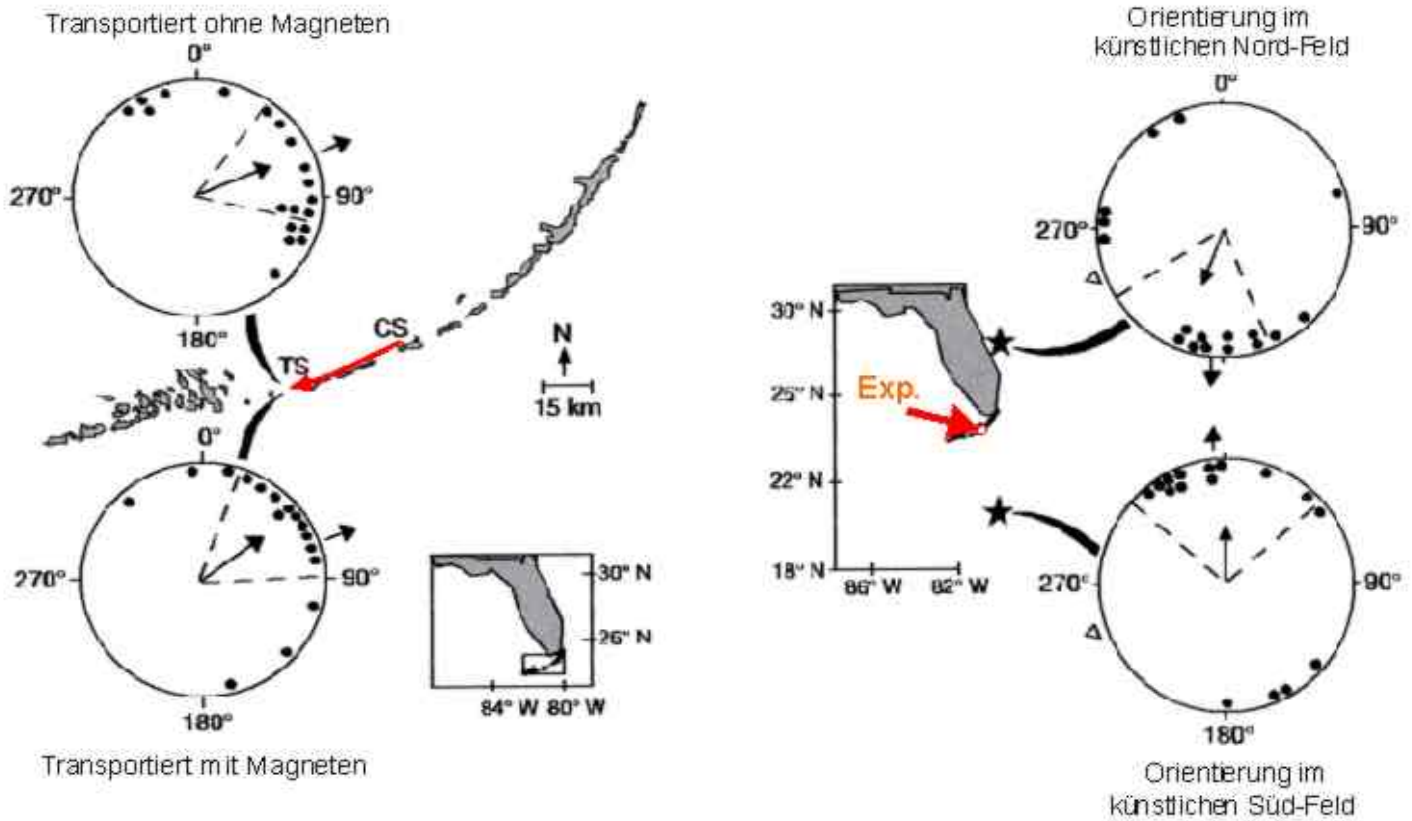 Transportiert ohne Magneten
0°
270°
90°
180°
CS
TS
N
15 km
0°
270°
90°
180°
Transportiert mit Magneten
30° N
26° N
84° W 80° W
Orientierung im
künstlichen Nord-Feld
0°
270°
90°
30° N
25° N
22° N
18° N
86° W 82° W
Exp.
270°
90°
180°
Orientierung im
künstlichen Süd-Feld